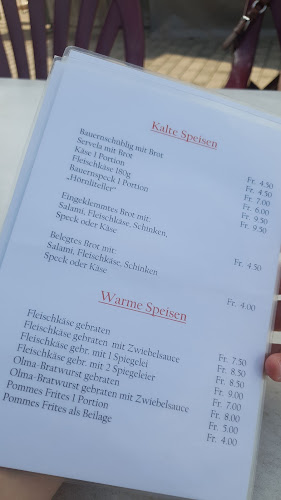 Kalte Speisen
Bauernschüblig mit Brot Fr. 4.50
Servela mit Brot Fr. 4.50
Käse 1 Portion Fr. 7.00
Fleischkäse 180g Fr. 6.00
Bauernspeck 1 Portion Fr. 9.50
„Hörnliteller" Fr. 9.50
Eingeklemmtes Brot mit:
Salami, Fleischkäse, Schinken,
Speck oder Käse Fr. 4.50
Belegtes Brot mit:
Salami, Fleischkäse, Schinken
Speck oder Käse Fr. 4.00
Warme Speisen
Fleischkäse gebraten Fr. 7.50
Fleischkäse gebraten mit Zwiebelsauce Fr. 8.50
Fleischkäse gebr. mit 1 Spiegelei Fr. 8.50
Fleischkäse gebr. mit 2 Spiegeleier Fr. 9.00
Olma-Bratwurst gebraten Fr. 7.00
Olma-Bratwurst gebraten mit Zwiebelsauce Fr. 8.00
Pommes Frites 1 Portion Fr. 5.00
Pommes Frites als Beilage Fr. 4.00